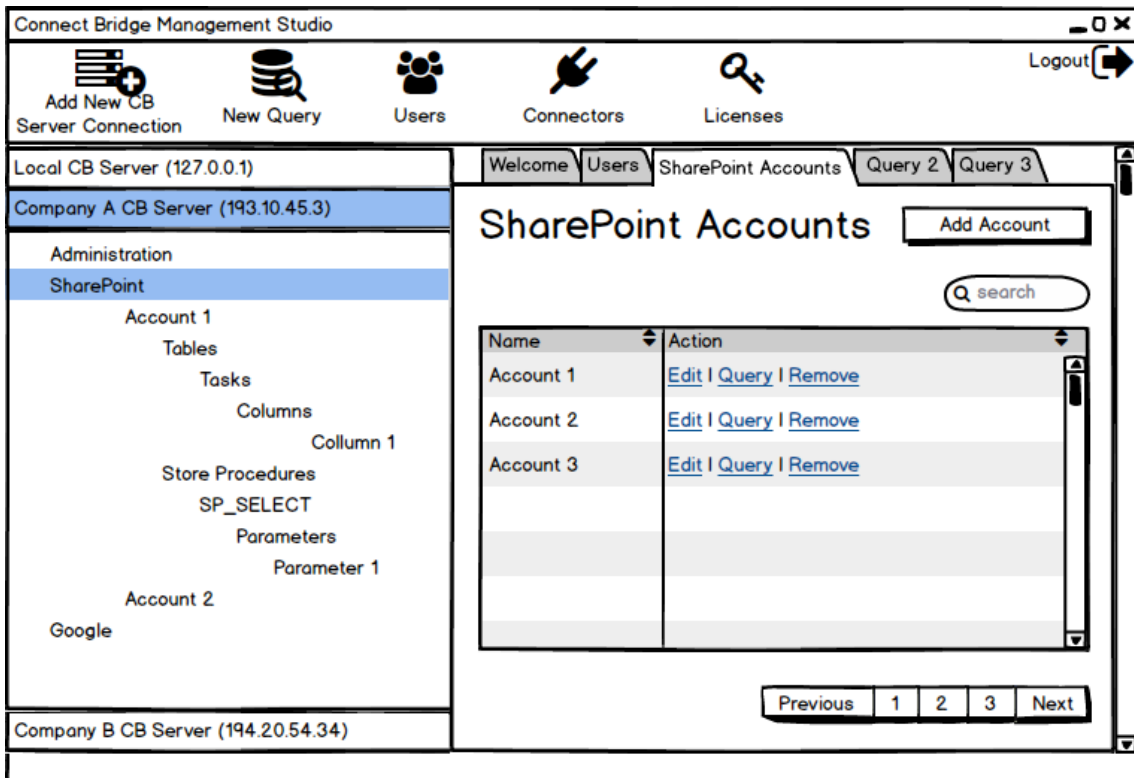 Connect Bridge Management Studio
Add New CB
Server Connection
New Query
Users
Connectors
Licenses
Logout
Local CB Server (127.0.0.1)
Company A CB Server (193.10.45.3)
Administration
SharePoint
Account 1
Tables
Tasks
Columns
Collumn 1
Store Procedures
SP_SELECT
Parameters
Parameter 1
Account 2
Google
Company B CB Server (194.20.54.34)
Welcome Users SharePoint Accounts Query 2 Query 3
SharePoint Accounts Add Account
search
Name Action
Account 1 Edit | Query | Remove
Account 2 Edit | Query | Remove
Account 3 Edit | Query | Remove
Previous 1 2 3 Next